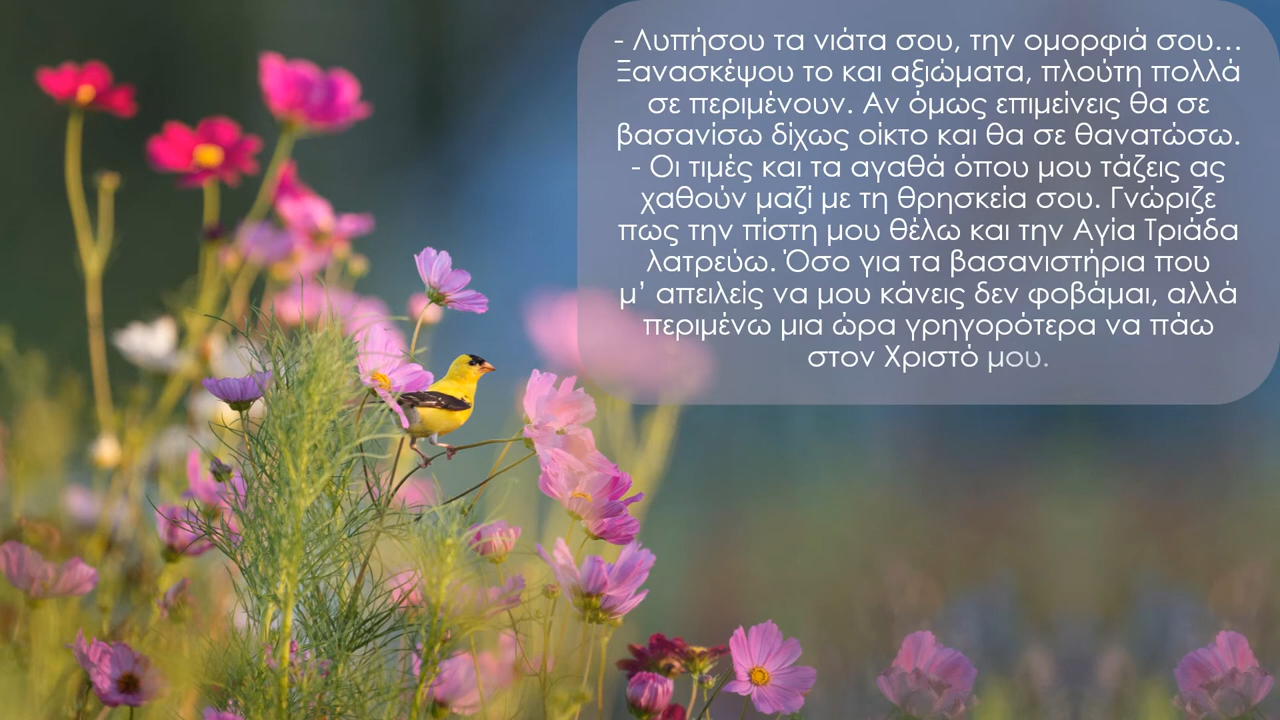 - Λυπήσου τα νιάτα σου, την ομορφιά σου…
Ξανασκέψου το και αξιώματα, πλούτη πολλά
σε περιμένουν. Αν όμως επιμείνεις θα σε
βασανίσω δίχως οίκτο και θα σε θανατώσω.
- Οι τιμές και τα αγαθά όπου μου τάζεις ας
χαθούν μαζί με τη θρησκεία σου. Γνώριζε
πως την πίστη μου θέλω και την Αγία Τριάδα
λατρεύω. Όσο για τα βασανιστήρια που
μ’ απειλείς να μου κάνεις δεν φοβάμαι, αλλά
περιμένω μια ώρα γρηγορότερα να πάω
στον Χριστό μου.